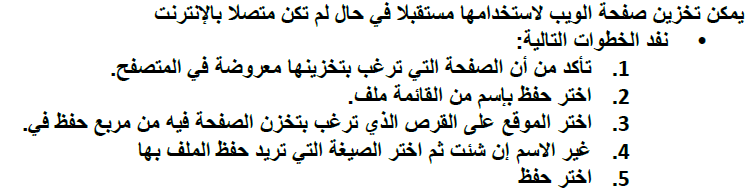 يمكن تخزين صفحة الويب لاستخدامها مستقبلا في حال لم تكن متصلا بالإنترنت
• نفد الخطوات التالية:
1. تأكد من أن الصفحة التي ترغب بتخزينها معروضة في المتصفح.
2. اختر حفظ بإسم من القائمة ملف.
3. اختر الموقع على القرص الذي ترغب بتخزن الصفحة فيه من مربع حفظ في.
4. غير الاسم إن شئت ثم اختر الصيغة التي تريد حفظ الملف بها
5. اختر حفظ